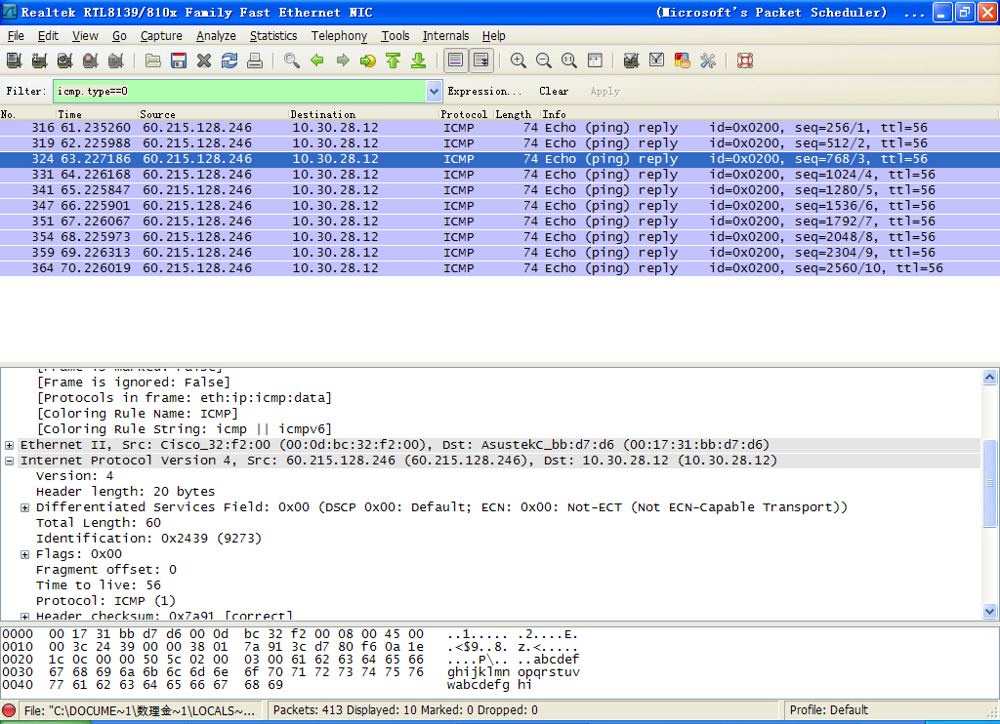 Realtek RTL8139/810x Family Fast Ethernet NIC (Microsoft's Packet Scheduler) ...
File Edit View Go Capture Analyze Statistics Telephony Tools Internals Help
Filter: icmp.type==0 Expression... Clear Apply
No. Time Source Destination Protocol Length Info
316 61.235260 60.215.128.246 10.30.28.12 ICMP 74 Echo (ping) reply id=0x0200, seq=256/1, ttl=56
319 62.225988 60.215.128.246 10.30.28.12 ICMP 74 Echo (ping) reply id=0x0200, seq=512/2, ttl=56
324 63.227186 60.215.128.246 10.30.28.12 ICMP 74 Echo (ping) reply id=0x0200, seq=768/3, ttl=56
331 64.226168 60.215.128.246 10.30.28.12 ICMP 74 Echo (ping) reply id=0x0200, seq=1024/4, ttl=56
341 65.225847 60.215.128.246 10.30.28.12 ICMP 74 Echo (ping) reply id=0x0200, seq=1280/5, ttl=56
347 66.225901 60.215.128.246 10.30.28.12 ICMP 74 Echo (ping) reply id=0x0200, seq=1536/6, ttl=56
351 67.226067 60.215.128.246 10.30.28.12 ICMP 74 Echo (ping) reply id=0x0200, seq=1792/7, ttl=56
354 68.225973 60.215.128.246 10.30.28.12 ICMP 74 Echo (ping) reply id=0x0200, seq=2048/8, ttl=56
359 69.226313 60.215.128.246 10.30.28.12 ICMP 74 Echo (ping) reply id=0x0200, seq=2304/9, ttl=56
364 70.226019 60.215.128.246 10.30.28.12 ICMP 74 Echo (ping) reply id=0x0200, seq=2560/10, ttl=56
[Frame is marked: False]
[Frame is ignored: False]
[Protocols in frame: eth:ip:icmp:data]
[Coloring Rule Name: ICMP]
[Coloring Rule String: icmp || icmpv6]
Ethernet II, Src: Cisco_32:f2:00 (00:0d:bc:32:f2:00), Dst: AsustekC_bb:d7:d6 (00:17:31:bb:d7:d6)
Internet Protocol Version 4, Src: 60.215.128.246 (60.215.128.246), Dst: 10.30.28.12 (10.30.28.12)
Version: 4
Header length: 20 bytes
Differentiated Services Field: 0x00 (DSCP 0x00: Default; ECN: 0x00: Not-ECT (Not ECN-Capable Transport))
Total Length: 60
Identification: 0x2439 (9273)
Flags: 0x00
Fragment offset: 0
Time to live: 56
Protocol: ICMP (1)
Header checksum: 0x7a91 [correct]
0000 00 17 31 bb d7 d6 00 0d bc 32 f2 00 08 00 45 00 ..1..... .2....E.
0010 00 3c 24 39 00 00 38 01 7a 91 3c d7 80 f6 0a 1e .<$9..8. z.<.....
0020 1c 0c 00 00 50 5c 02 00 03 00 61 62 63 64 65 66 ....P\.. ..abcdef
0030 67 68 69 6a 6b 6c 6d 6e 6f 70 71 72 73 74 75 76 ghijklmn opqrstuv
0040 77 61 62 63 64 65 66 67 68 69 wabcdefg hi
File: "C:\DOCUME~1\数理金~1\LOCALS~... Packets: 413 Displayed: 10 Marked: 0 Dropped: 0 Profile: Default